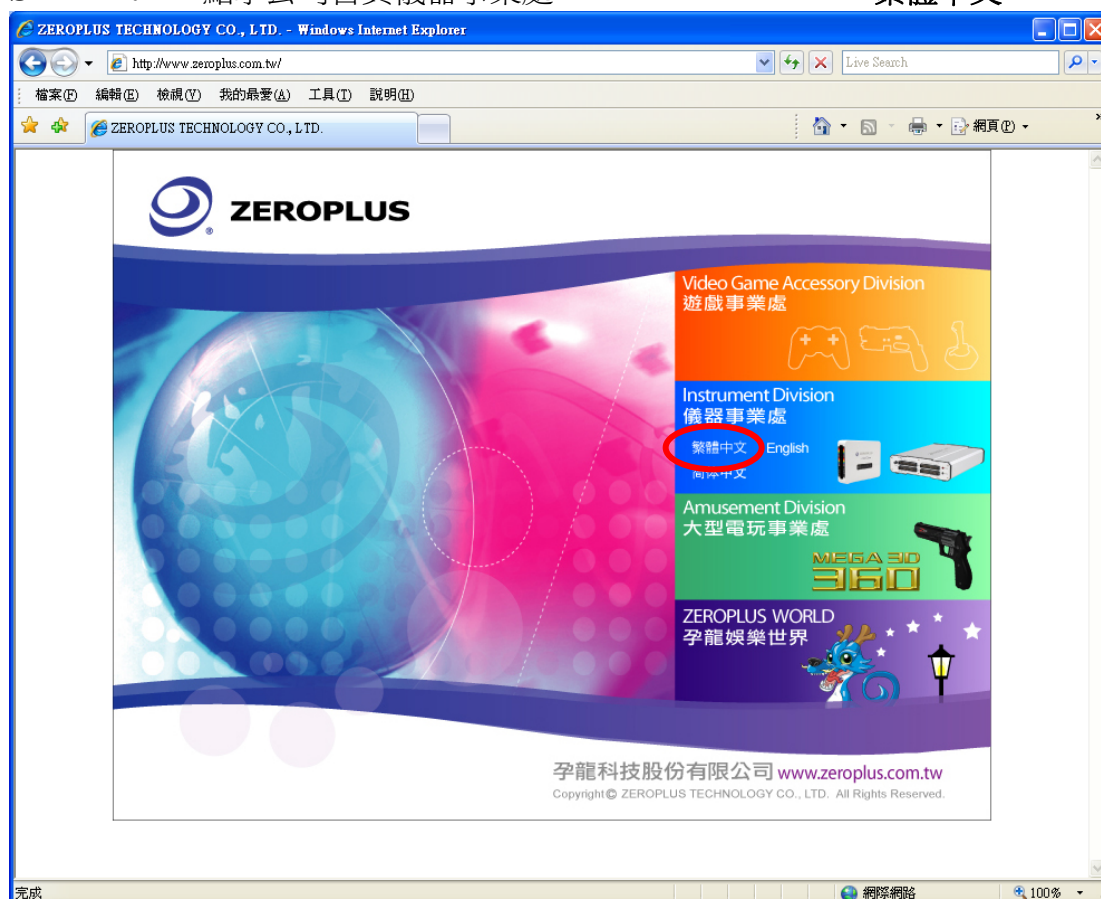 ZEROPLUS TECHNOLOGY CO., LTD. - Windows Internet Explorer
http://www.zeroplus.com.tw/
Live Search
檔案(F) 編輯(E) 檢視(V) 我的最愛(A) 工具(T) 說明(H)
ZEROPLUS TECHNOLOGY CO., LTD.
網頁(P)
ZEROPLUS
Video Game Accessory Division
遊戲事業處
Instrument Division
儀器事業處
繁體中文 English
简体中文
Amusement Division
大型電玩事業處
MEGA 3D
360
ZEROPLUS WORLD
孕龍娛樂世界
孕龍科技股份有限公司 www.zeroplus.com.tw
Copyright© ZEROPLUS TECHNOLOGY CO., LTD. All Rights Reserved.
完成 網際網路 100%